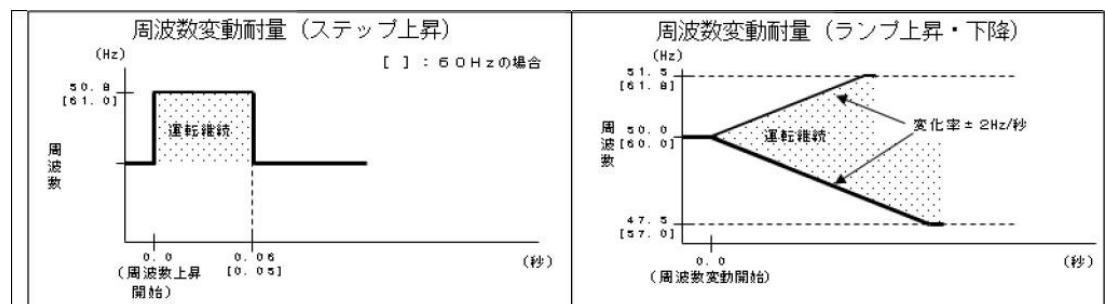 周波数変動耐量（ステップ上昇）
(Hz)
[ ]：60Hzの場合
50.8
[61.0]
運転継続
周波数
0.0
0.06
[0.05]
(秒)
(周波数上昇
開始)
周波数変動耐量（ランプ上昇・下降）
(Hz)
51.5
[61.8]
変化率±2Hz/秒
50.0
[60.0]
運転継続
周波数
47.5
[57.0]
0.0
(秒)
(周波数変動開始)